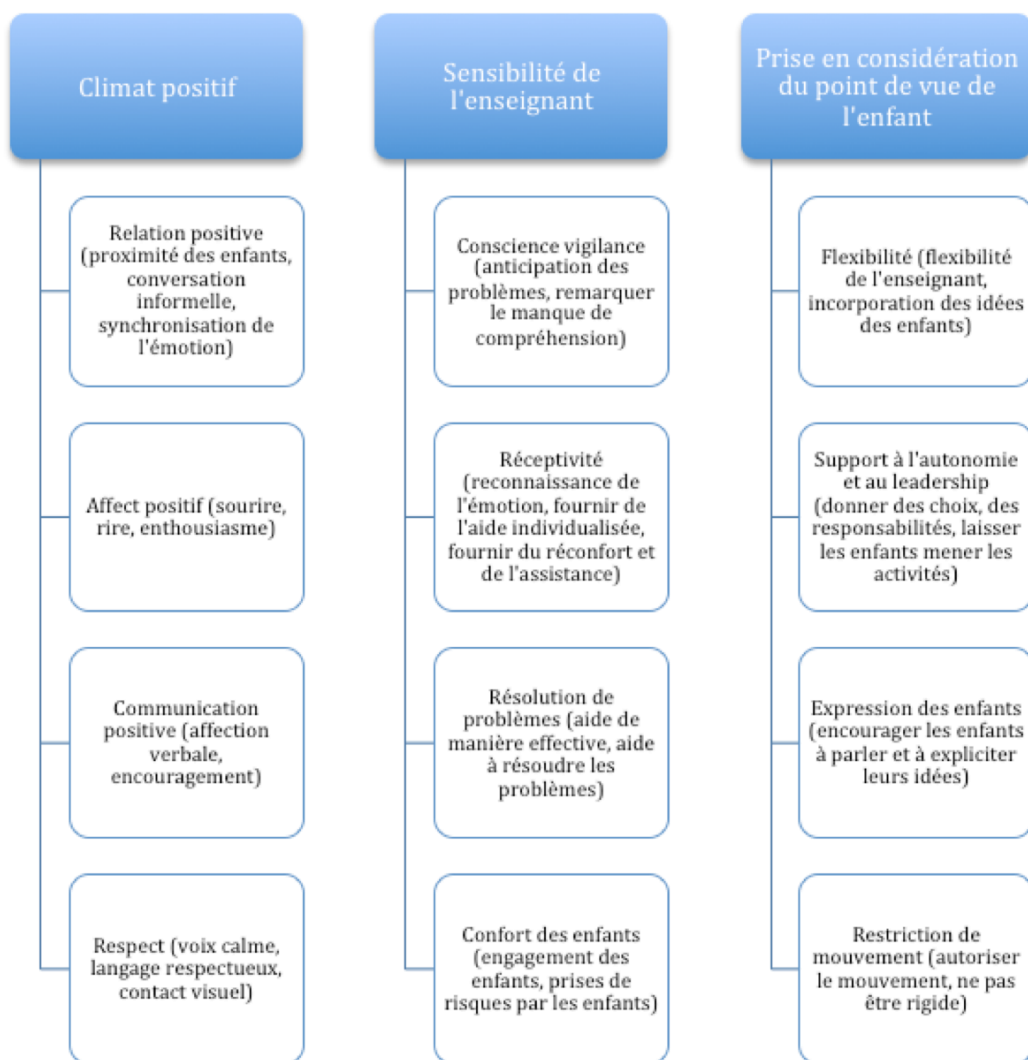 Climat positif
Relation positive
(proximité des enfants,
conversation
informelle,
synchronisation de
l'émotion)
Affect positif (sourire,
rire, enthousiasme)
Communication
positive (affection
verbale,
encouragement)
Respect (voix calme,
langage respectueux,
contact visuel)
Sensibilité de
l'enseignant
Conscience vigilance
(anticipation des
problèmes, remarquer
le manque de
compréhension)
Réceptivité
(reconnaissance de
l'émotion, fournir de
l'aide individualisée,
fournir du réconfort et
de l'assistance)
Résolution de
problèmes (aide de
manière effective, aide
à résoudre les
problèmes)
Confort des enfants
(engagement des
enfants, prises de
risques par les enfants)
Prise en considération
du point de vue de
l'enfant
Flexibilité (flexibilité
de l'enseignant,
incorporation des idées
des enfants)
Support à l'autonomie
et au leadership
(donner des choix, des
responsabilités, laisser
les enfants mener les
activités)
Expression des enfants
(encourager les enfants
à parler et à expliciter
leurs idées)
Restriction de
mouvement (autoriser
le mouvement, ne pas
être rigide)